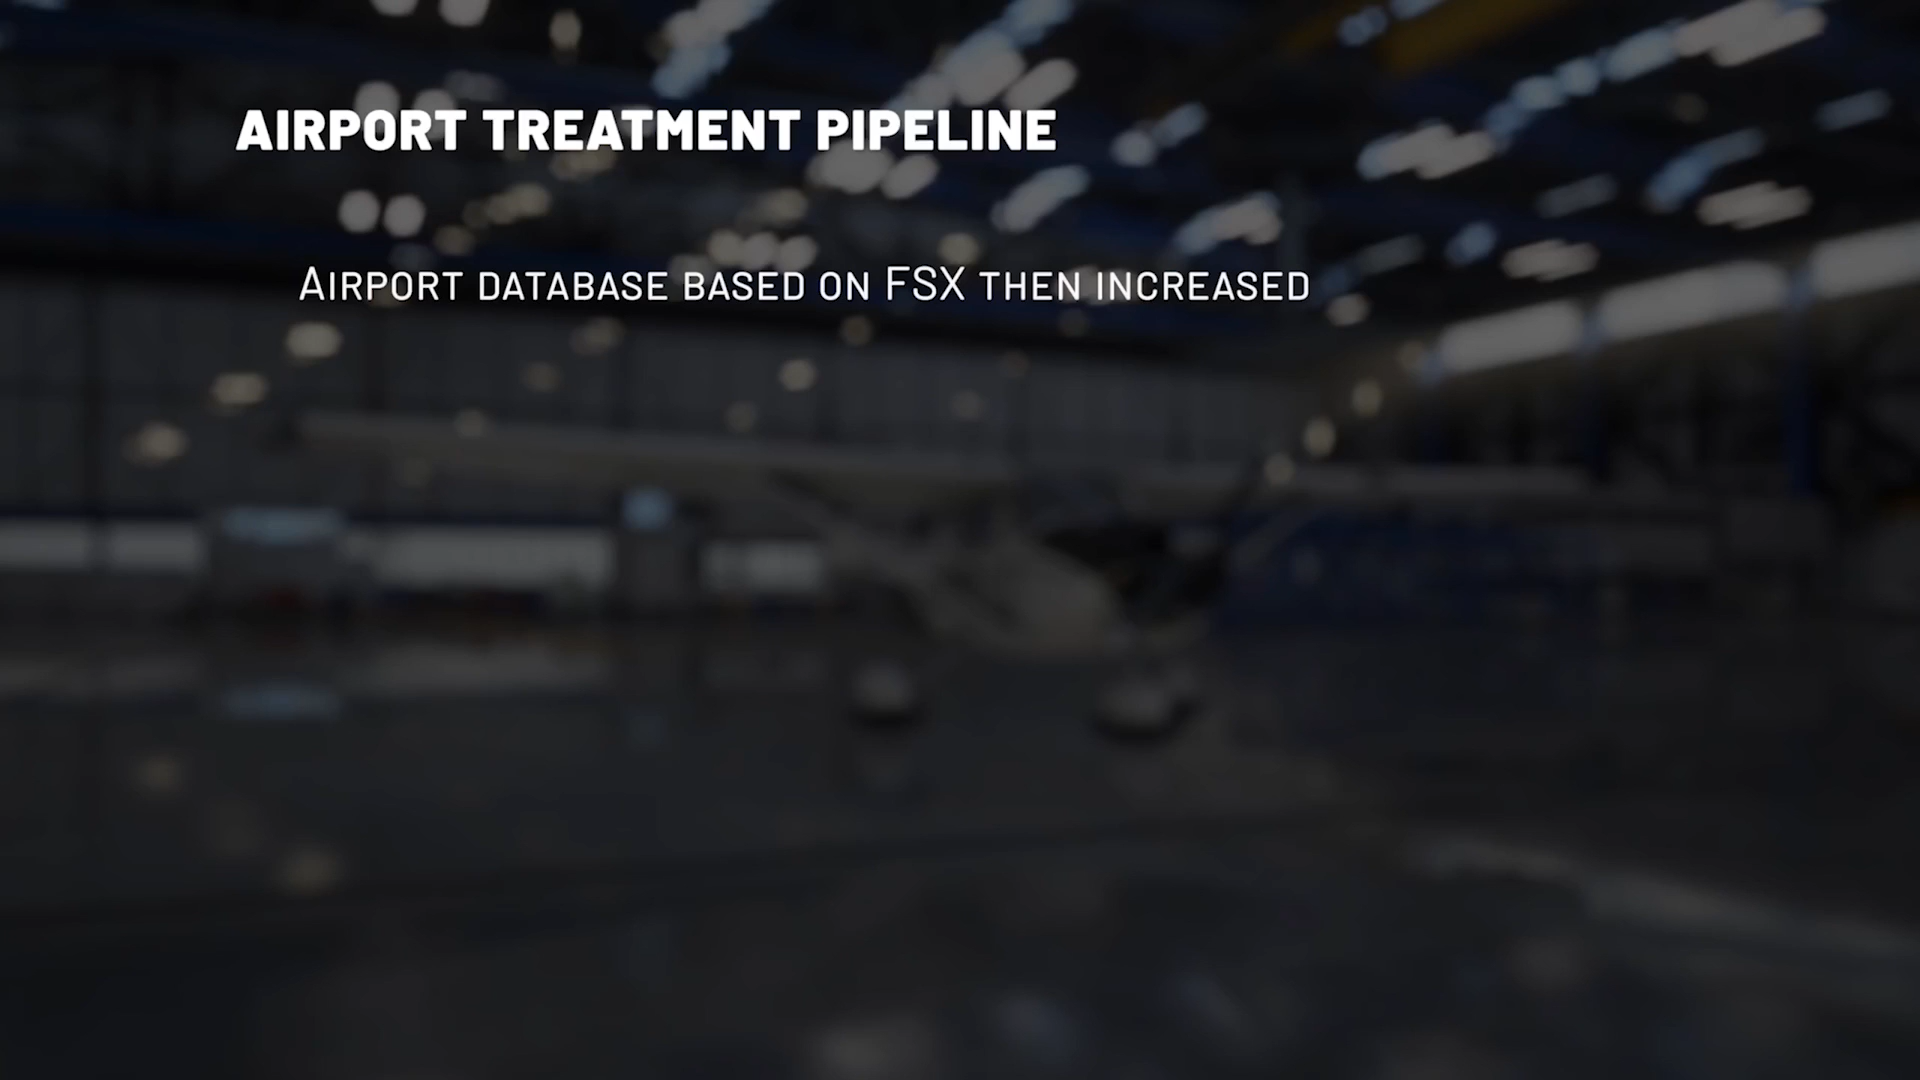 AIRPORT TREATMENT PIPELINE
AIRPORT DATABASE BASED ON FSX THEN INCREASED